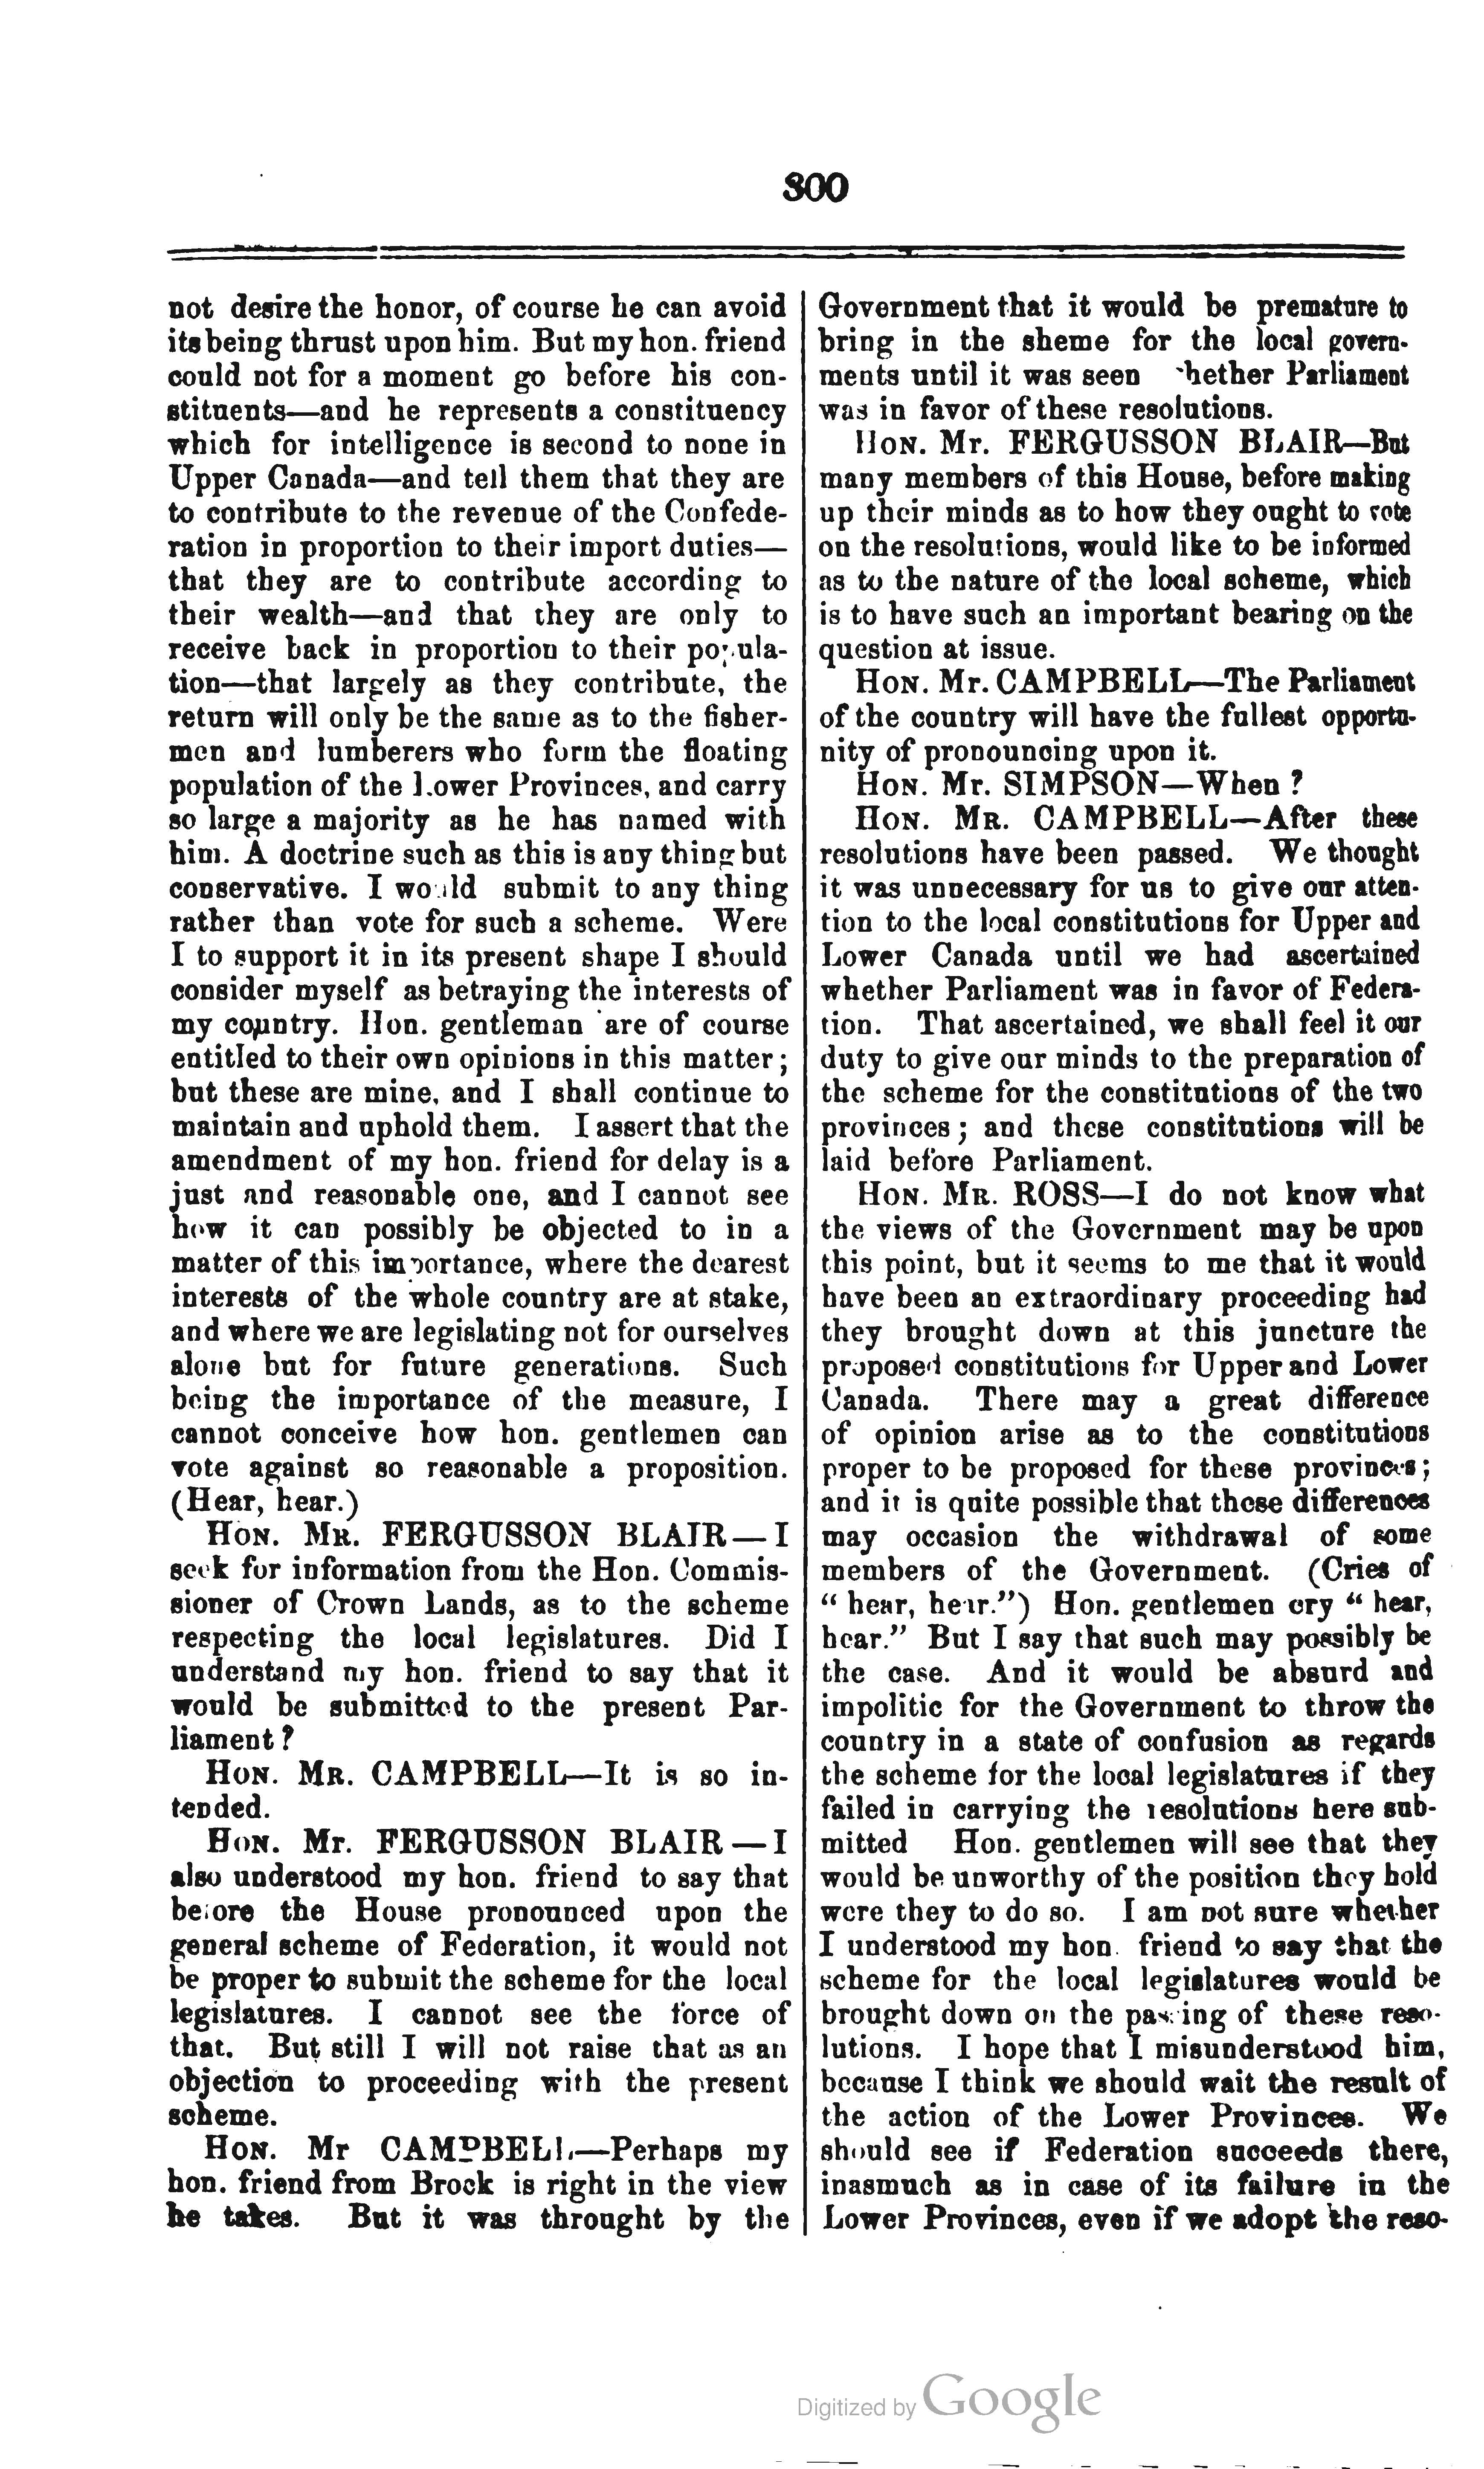 300
not desire the honor, of course he can avoid
its being thrust upon him. But my hon. friend
could not for a moment go before his con-
stituents—and he represents a constituency
which for intelligence is second to none in
Upper Canada—and tell them that they are
to contribute to the revenue of the Confede-
ration in proportion to their import duties—
that they are to contribute according to
their wealth—and that they are only to
receive back in proportion to their popula-
tion—that largely as they contribute, the
return will only be the same as to the fisher-
men and lumberers who form the floating
population of the Lower Provinces, and carry
so large a majority as he has named with
him. A doctrine such as this is any thing but
conservative. I would submit to any thing
rather than vote for such a scheme. Were
I to support it in its present shape I should
consider myself as betraying the interests of
my country. Hon. gentleman are of course
entitled to their own opinions in this matter;
but these are mine, and I shall continue to
maintain and uphold them. I assert that the
amendment of my hon. friend for delay is a
just and reasonable one, and I cannot see
how it can possibly be objected to in a
matter of this importance, where the dearest
interests of the whole country are at stake,
and where we are legislating not for ourselves
alone but for future generations. Such
being the importance of the measure, I
cannot conceive how hon. gentlemen can
vote against so reasonable a proposition.
(Hear, hear.)
HON. MR. FERGUSSON BLAIR—I
seek for information from the Hon. Commis-
sioner of Crown Lands, as to the scheme
respecting the local legislatures. Did I
understand my hon. friend to say that it
would be submitted to the present Par-
liament?
HON. MR. CAMPBELL—It is so in-
tended.
HON. Mr. FERGUSSON BLAIR—I
also understood my hon. friend to say that
before the House pronounced upon the
general scheme of Federation, it would not
be proper to submit the scheme for the local
legislatures. I cannot see the force of
that. But still I will not raise that as an
objection to proceeding with the present
scheme.
HON. Mr CAMPBELL—Perhaps my
hon. friend from Brock is right in the view
he takes. But it was throught by the
Government that it would be premature to
bring in the sheme for the local govern-
ments until it was seen whether Parliament
was in favor of these resolutions.
HON. Mr. FERGUSSON BLAIR—But
many members of this House, before making
up their minds as to how they ought to vote
on the resolutions, would like to be informed
as to the nature of the local scheme, which
is to have such an important bearing on the
question at issue.
HON. Mr. CAMPBELL—The Parliament
of the country will have the fullest opportu-
nity of pronouncing upon it.
HON. Mr. SIMPSON—When?
HON. MR. CAMPBELL—After these
resolutions have been passed. We thought
it was unnecessary for us to give our atten-
tion to the local constitutions for Upper and
Lower Canada until we had ascertained
whether Parliament was in favor of Federa-
tion. That ascertained, we shall feel it our
duty to give our minds to the preparation of
the scheme for the constitutions of the two
provinces; and these constitutions will be
laid before Parliament.
HON. MR. ROSS—I do not know what
the views of the Government may be upon
this point, but it seems to me that it would
have been an extraordinary proceeding had
they brought down at this juncture the
proposed constitutions for Upper and Lower
Canada. There may a great difference
of opinion arise as to the constitutions
proper to be proposed for these provinces;
and it is quite possible that these differences
may occasion the withdrawal of some
members of the Government. (Cries of
"hear, hear.") Hon. gentlemen cry "hear,
hear." But I say that such may possibly be
the case. And it would be absurd and
impolitic for the Government to throw the
country in a state of confusion as regards
the scheme for the local legislatures if they
failed in carrying the resolutions here sub-
mitted Hon. gentlemen will see that they
would be unworthy of the position they hold
were they to do so. I am not sure whether
I understood my hon. friend to say that the
scheme for the local legislatures would be
brought down on the passing of these reso-
lutions. I hope that I misunderstood him,
because I think we should wait the result of
the action of the Lower Provinces. We
should see if Federation succeeds there,
inasmuch as in case of its failure in the
Lower Provinces, even if we adopt the reso-
Digitized by Google